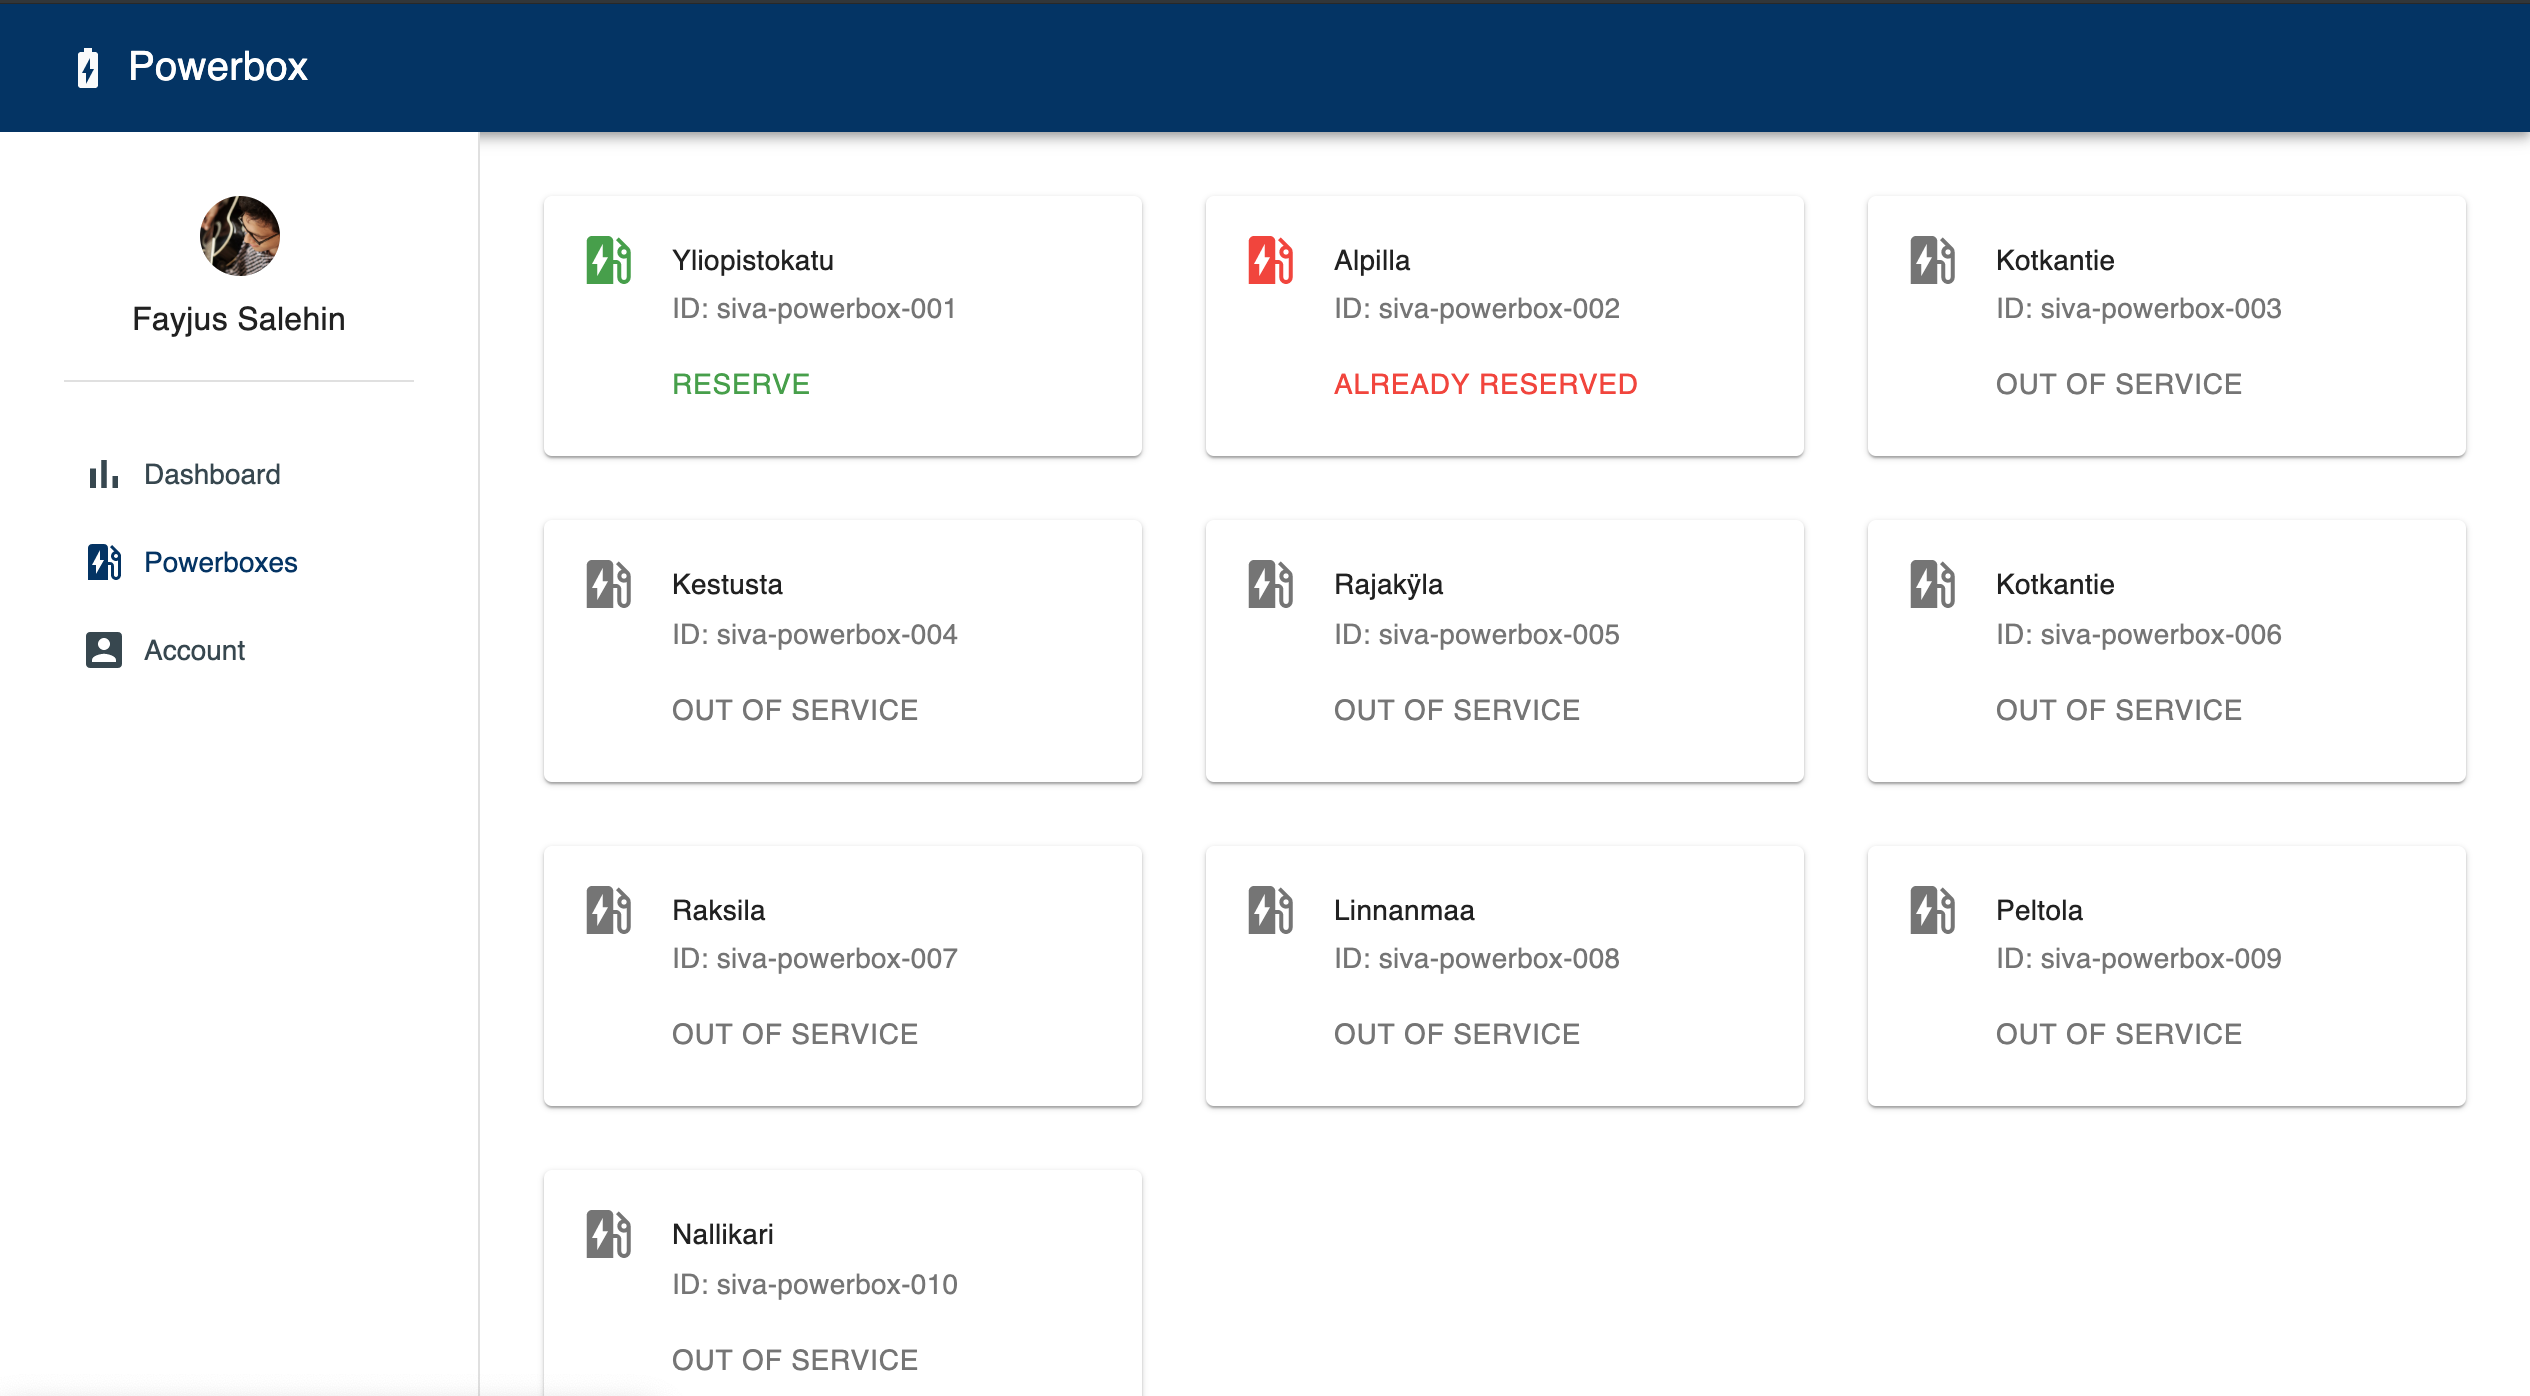 Powerbox
Fayjus Salehin
Dashboard
Powerboxes
Account
Yliopistokatu
ID: siva-powerbox-001
RESERVE
Alpilla
ID: siva-powerbox-002
ALREADY RESERVED
Kotkantie
ID: siva-powerbox-003
OUT OF SERVICE
Kestusta
ID: siva-powerbox-004
OUT OF SERVICE
Rajakÿla
ID: siva-powerbox-005
OUT OF SERVICE
Kotkantie
ID: siva-powerbox-006
OUT OF SERVICE
Raksila
ID: siva-powerbox-007
OUT OF SERVICE
Linnanmaa
ID: siva-powerbox-008
OUT OF SERVICE
Peltola
ID: siva-powerbox-009
OUT OF SERVICE
Nallikari
ID: siva-powerbox-010
OUT OF SERVICE